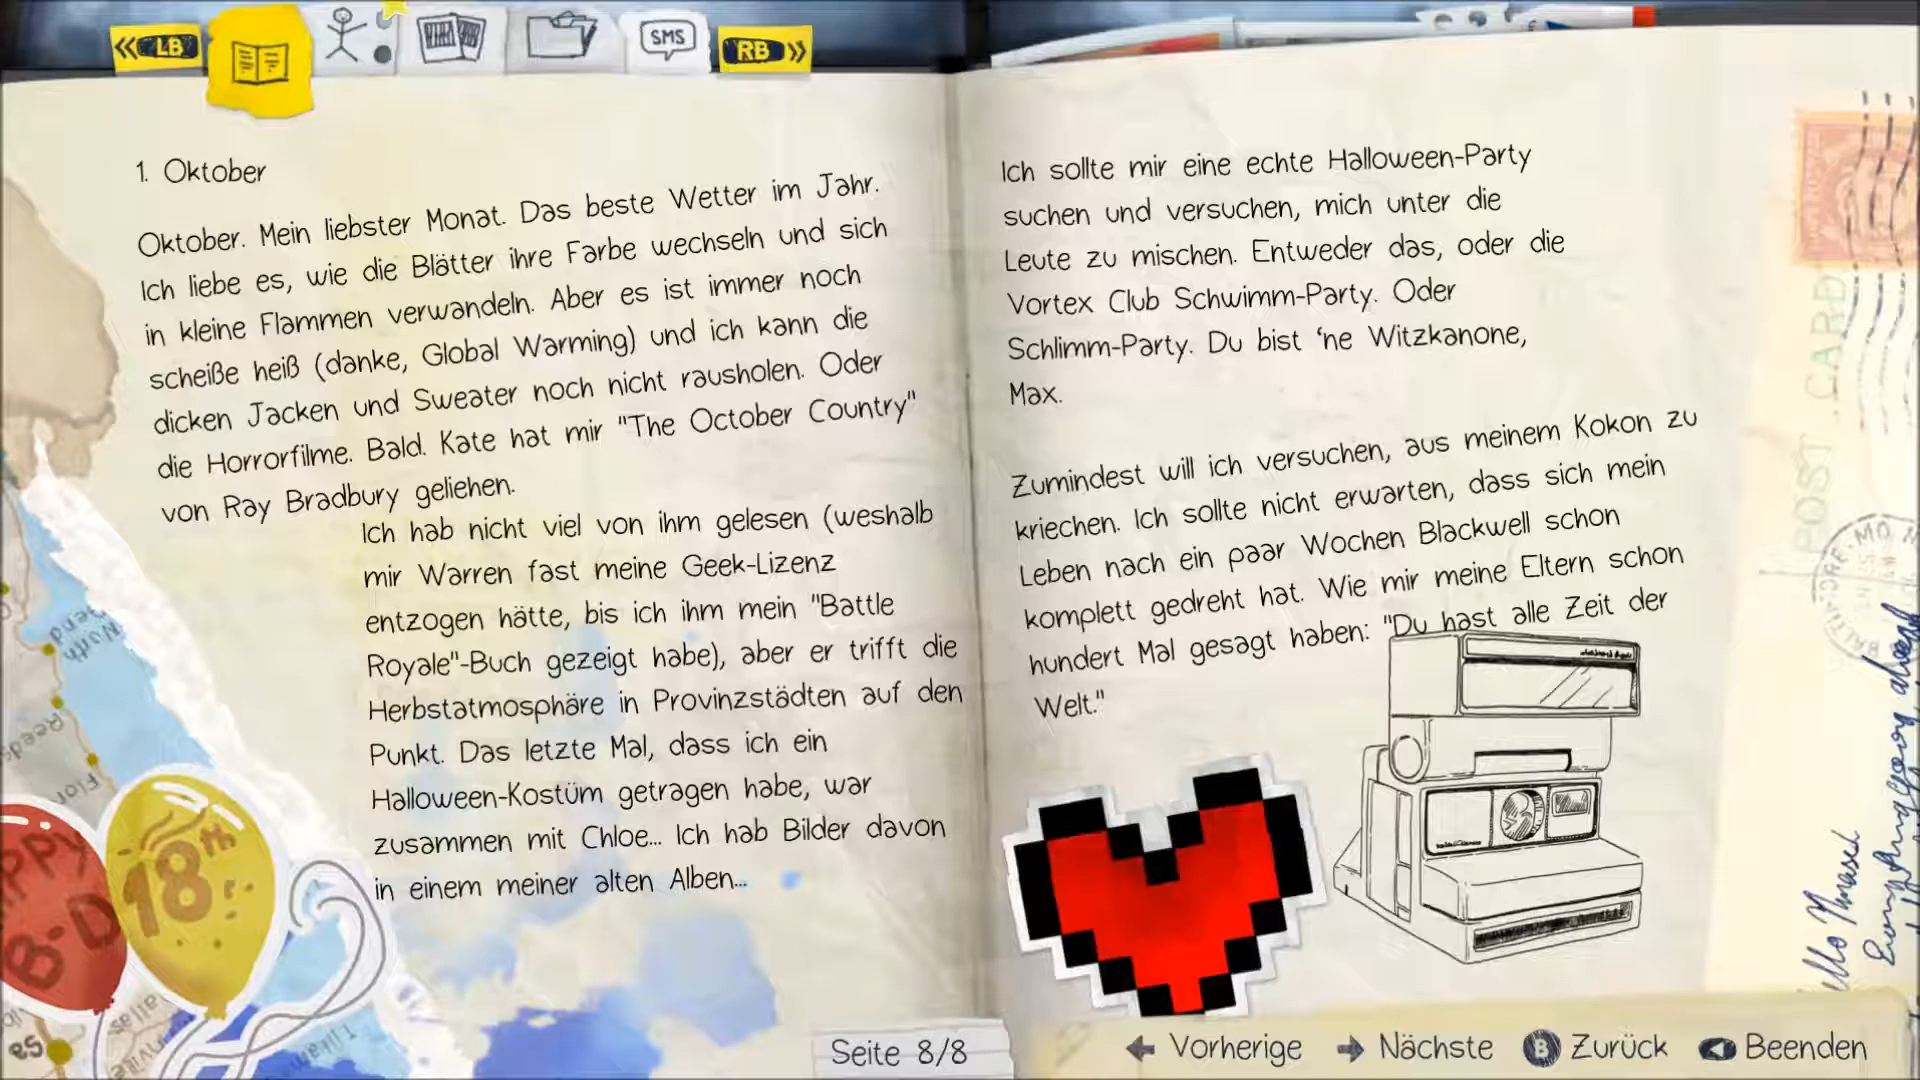 LB
SMS
RB
1. Oktober
Oktober. Mein liebster Monat. Das beste Wetter im Jahr.
Ich liebe es, wie die Blätter ihre Farbe wechseln und sich
in kleine Flammen verwandeln. Aber es ist immer noch
scheiße heiß (danke, Global Warming) und ich kann die
dicken Jacken und Sweater noch nicht rausholen. Oder
die Horrorfilme. Bald. Kate hat mir "The October Country"
von Ray Bradbury geliehen.
Ich hab nicht viel von ihm gelesen (weshalb
mir Warren fast meine Geek-Lizenz
entzogen hätte, bis ich ihm mein "Battle
Royale"-Buch gezeigt habe), aber er trifft die
Herbstatmosphäre in Provinzstädten auf den
Punkt. Das letzte Mal, dass ich ein
Halloween-Kostüm getragen habe, war
zusammen mit Chloe... Ich hab Bilder davon
in einem meiner alten Alben...
Ich sollte mir eine echte Halloween-Party
suchen und versuchen, mich unter die
Leute zu mischen. Entweder das, oder die
Vortex Club Schwimm-Party. Oder
Schlimm-Party. Du bist 'ne Witzkanone,
Max.
Zumindest will ich versuchen, aus meinem Kokon zu
kriechen. Ich sollte nicht erwarten, dass sich mein
Leben nach ein paar Wochen Blackwell schon
komplett gedreht hat. Wie mir meine Eltern schon
hundert Mal gesagt haben: "Du hast alle Zeit der
Welt."
POST CARD
B-D
18th
es
Seite 8/8
Vorherige
Nächste
B Zurück
Beenden